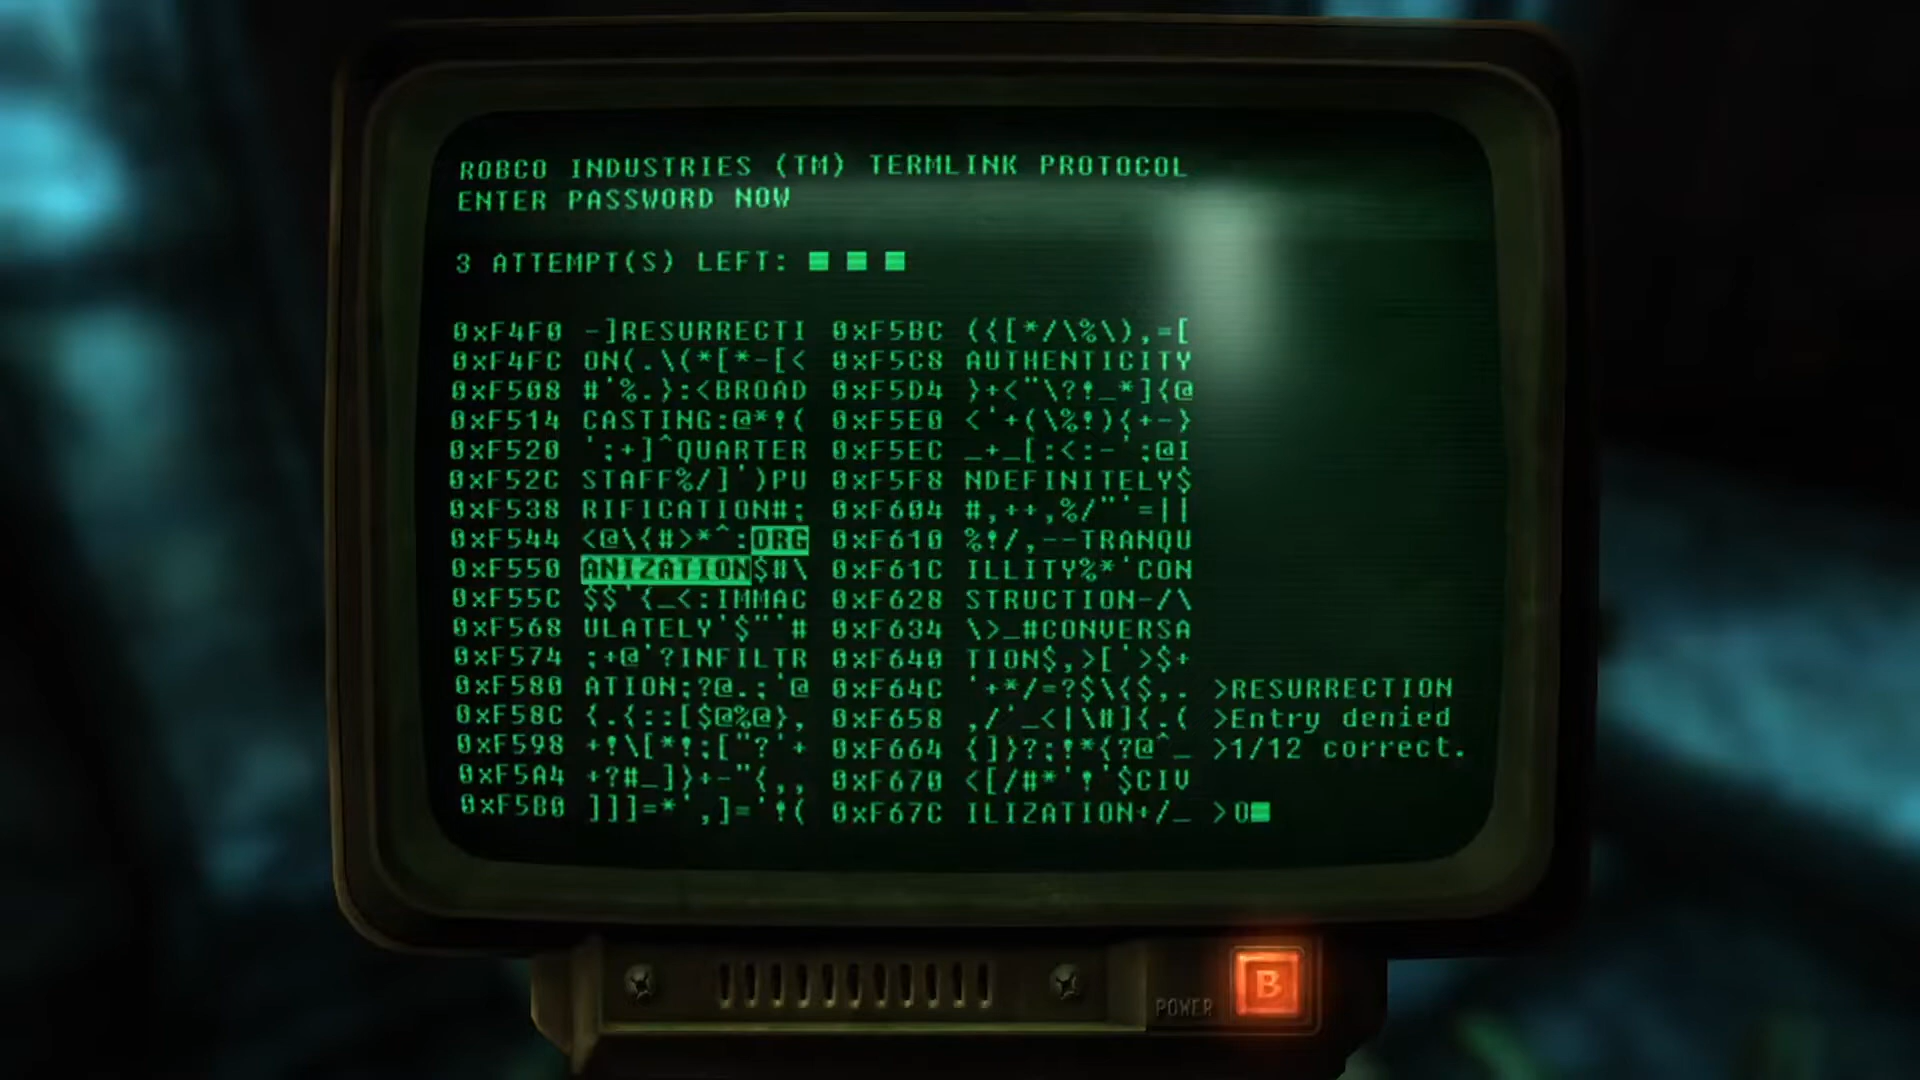 ROBCO INDUSTRIES (TM) TERMLINK PROTOCOL
ENTER PASSWORD NOW
3 ATTEMPT(S) LEFT: ■ ■ ■
0xF4F0 -]RESURRECTI 0xF5BC ({[*/\%\),=[
0xF4FC ON(.\(*[*-[< 0xF5C8 AUTHENTICITY
0xF508 #'%.}:<BROAD 0xF5D4 }+<"\?!_*]{@
0xF514 CASTING:@*!( 0xF5E0 <'+(\%!){+-}
0xF520 ';+]^QUARTER 0xF5EC _+_[:<:-';@I
0xF52C STAFF%/]')PU 0xF5F8 NDEFINITELY$
0xF538 RIFICATION#; 0xF604 #,++,%/"'=||
0xF544 <@\{#>*^:ORG 0xF610 %!/,--TRANQU
0xF550 ANIZATION$#\ 0xF61C ILLITY%*'CON
0xF55C $$'{_<:IMMAC 0xF628 STRUCTION-/\
0xF568 ULATELY'$"'# 0xF634 \>_#CONVERSA
0xF574 ;+@'?INFILTR 0xF640 TION$,>['>$+
0xF580 ATION;?@.;'@ 0xF64C '+*/=?$\{$,. >RESURRECTION
0xF58C {.{::[$@%@}, 0xF658 ,/'_<|\#]{.( >Entry denied
0xF598 +!\[*!;["?'+ 0xF664 {]}?;!*{?@^_ >1/12 correct.
0xF5A4 +?#_]}+-"{,, 0xF670 <[/#*'!'$CIV
0xF5B0 ]]]=*',]='!( 0xF67C ILIZATION+/_ >O■
POWER
B